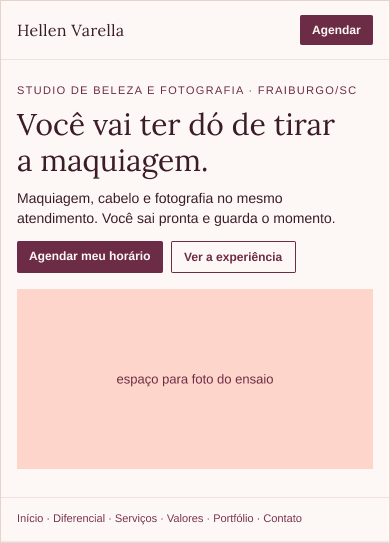 Hellen Varella
Agendar
STUDIO DE BELEZA E FOTOGRAFIA · FRAIBURGO/SC
Você vai ter dó de tirar
a maquiagem.
Maquiagem, cabelo e fotografia no mesmo
atendimento. Você sai pronta e guarda o momento.
Agendar meu horário
Ver a experiência
espaço para foto do ensaio
Início · Diferencial · Serviços · Valores · Portfólio · Contato